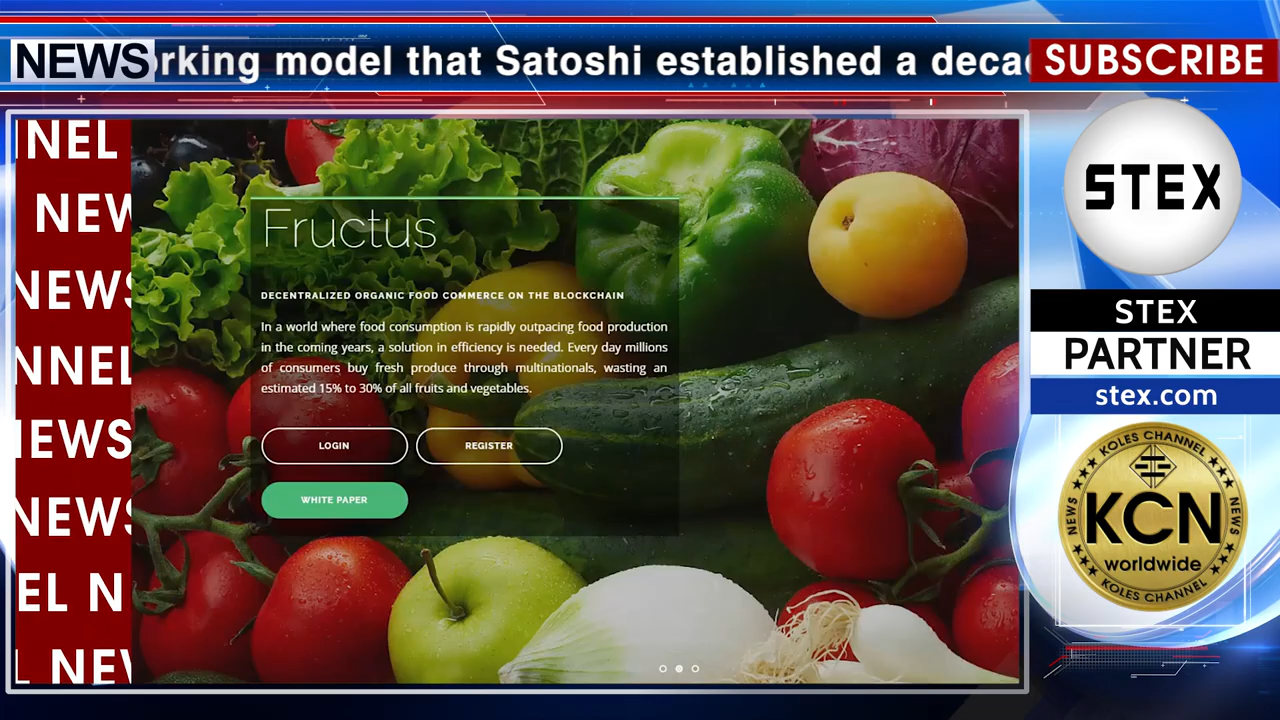 NEWS
rking model that Satoshi established a deca
SUBSCRIBE
NNEL
NEW
NEWS
NNEL
NEWS
NEWS
EL N
L NEW
Fructus
DECENTRALIZED ORGANIC FOOD COMMERCE ON THE BLOCKCHAIN
In a world where food consumption is rapidly outpacing food production
in the coming years, a solution in efficiency is needed. Every day millions
of consumers buy fresh produce through multinationals, wasting an
estimated 15% to 30% of all fruits and vegetables.
LOGIN
REGISTER
WHITE PAPER
STEX
STEX
PARTNER
stex.com
KOLES CHANNEL
NEWS
KCN
NEWS
worldwide
KOLES CHANNEL